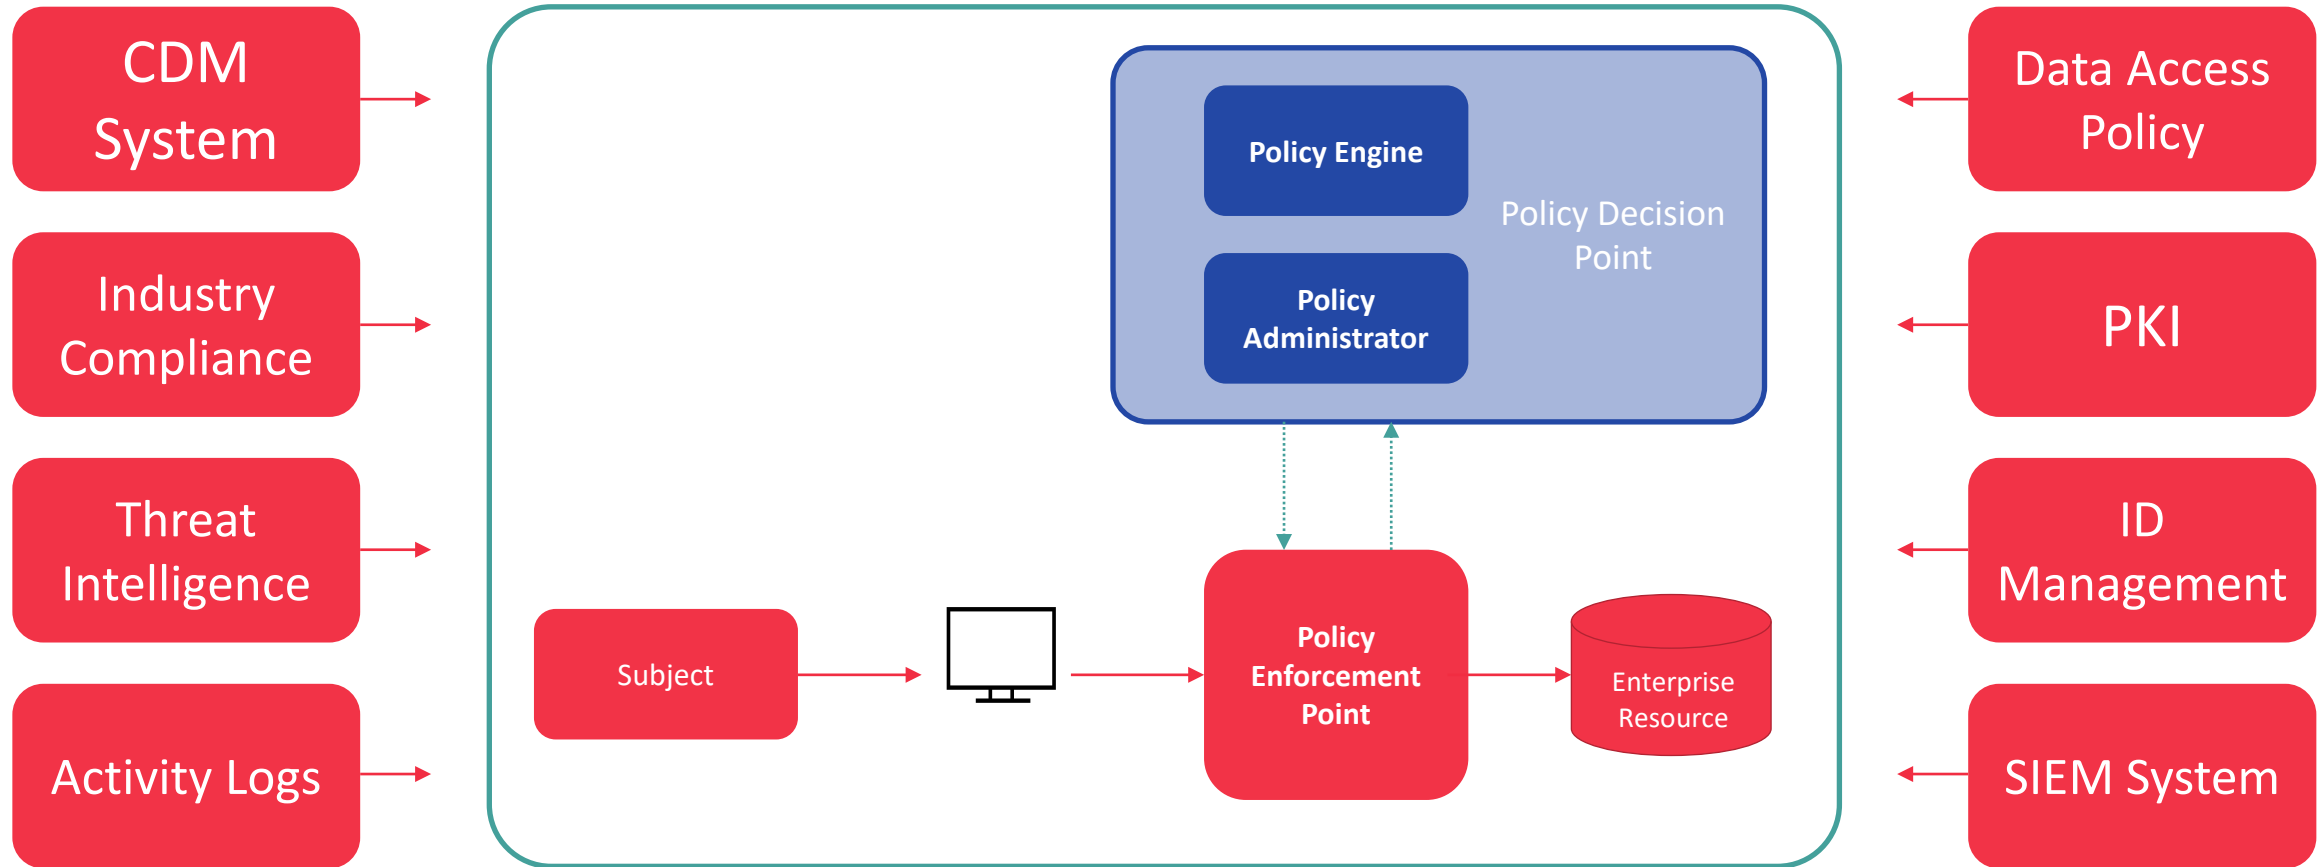 CDM
System
Industry
Compliance
Threat
Intelligence
Activity Logs
Policy Engine
Policy
Administrator
Policy Decision
Point
Subject
Policy
Enforcement
Point
Enterprise
Resource
Data Access
Policy
PKI
ID
Management
SIEM System